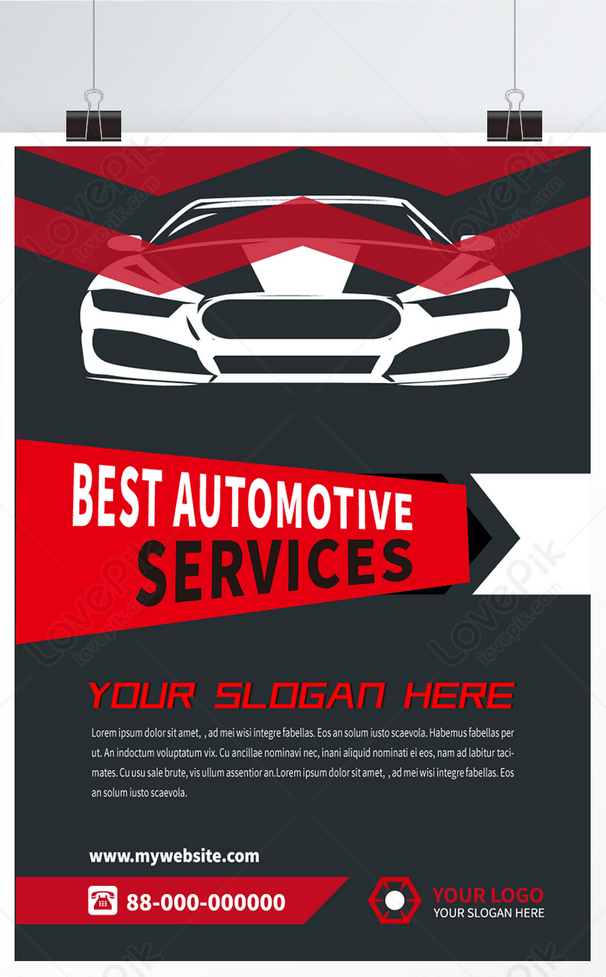 BEST AUTOMOTIVE
SERVICES
YOUR SLOGAN HERE
Lorem ipsum dolor sit amet, , ad mei wisi integre fabellas. Eos an solum iusto scaevola. Habemus fabellas per
ut. An indoctum voluptatum vix. Cu ancillae nominavi nec, inani aliquid nominati ei eos, nam ad labitur taci-
mates. Cu usu sale brute, vis ullum assentior an.Lorem ipsum dolor sit amet, , ad mei wisi integre fabellas. Eos
an solum iusto scaevola.
www.mywebsite.com
88-000-000000
YOUR LOGO
YOUR SLOGAN HERE
LovePik
lovepik.com